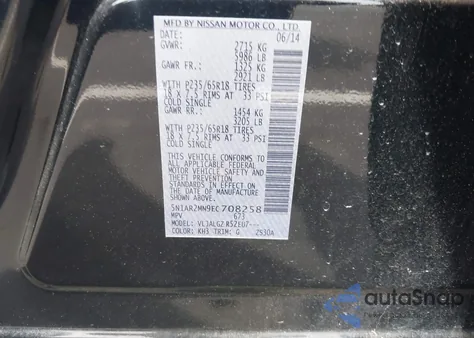 MFD BY NISSAN MOTOR CO., LTD.
DATE: 06/14
GVWR: 2715 KG
5986 LB
GAWR FR.: 1325 KG
2921 LB
WITH P235/65R18 TIRES
18 X 7.5 RIMS AT 33 PSI
COLD SINGLE
GAWR RR.: 1454 KG
3205 LB
WITH P235/65R18 TIRES
18 X 7.5 RIMS AT 33 PSI
COLD SINGLE
THIS VEHICLE CONFORMS TO
ALL APPLICABLE FEDERAL
MOTOR VEHICLE SAFETY AND
THEFT PREVENTION
STANDARDS IN EFFECT ON
THE DATE OF MANUFACTURE
SHOWN ABOVE.
5N1AR2MN9EC708258
MPV 673
MODEL:
COLOR: KH3 TRIM: G 2S30A
autoSnap